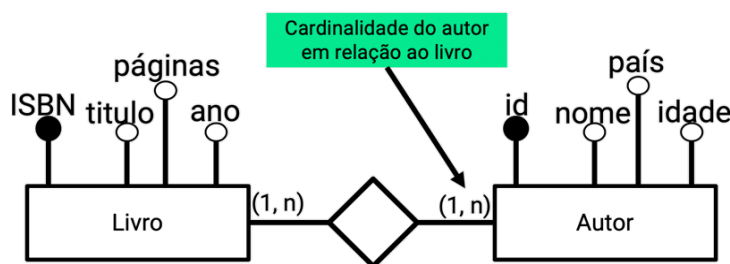 Cardinalidade do autor
em relação ao livro
páginas
país
ISBN
titulo
ano
id
nome
idade
(1, n)
(1, n)
Livro
Autor